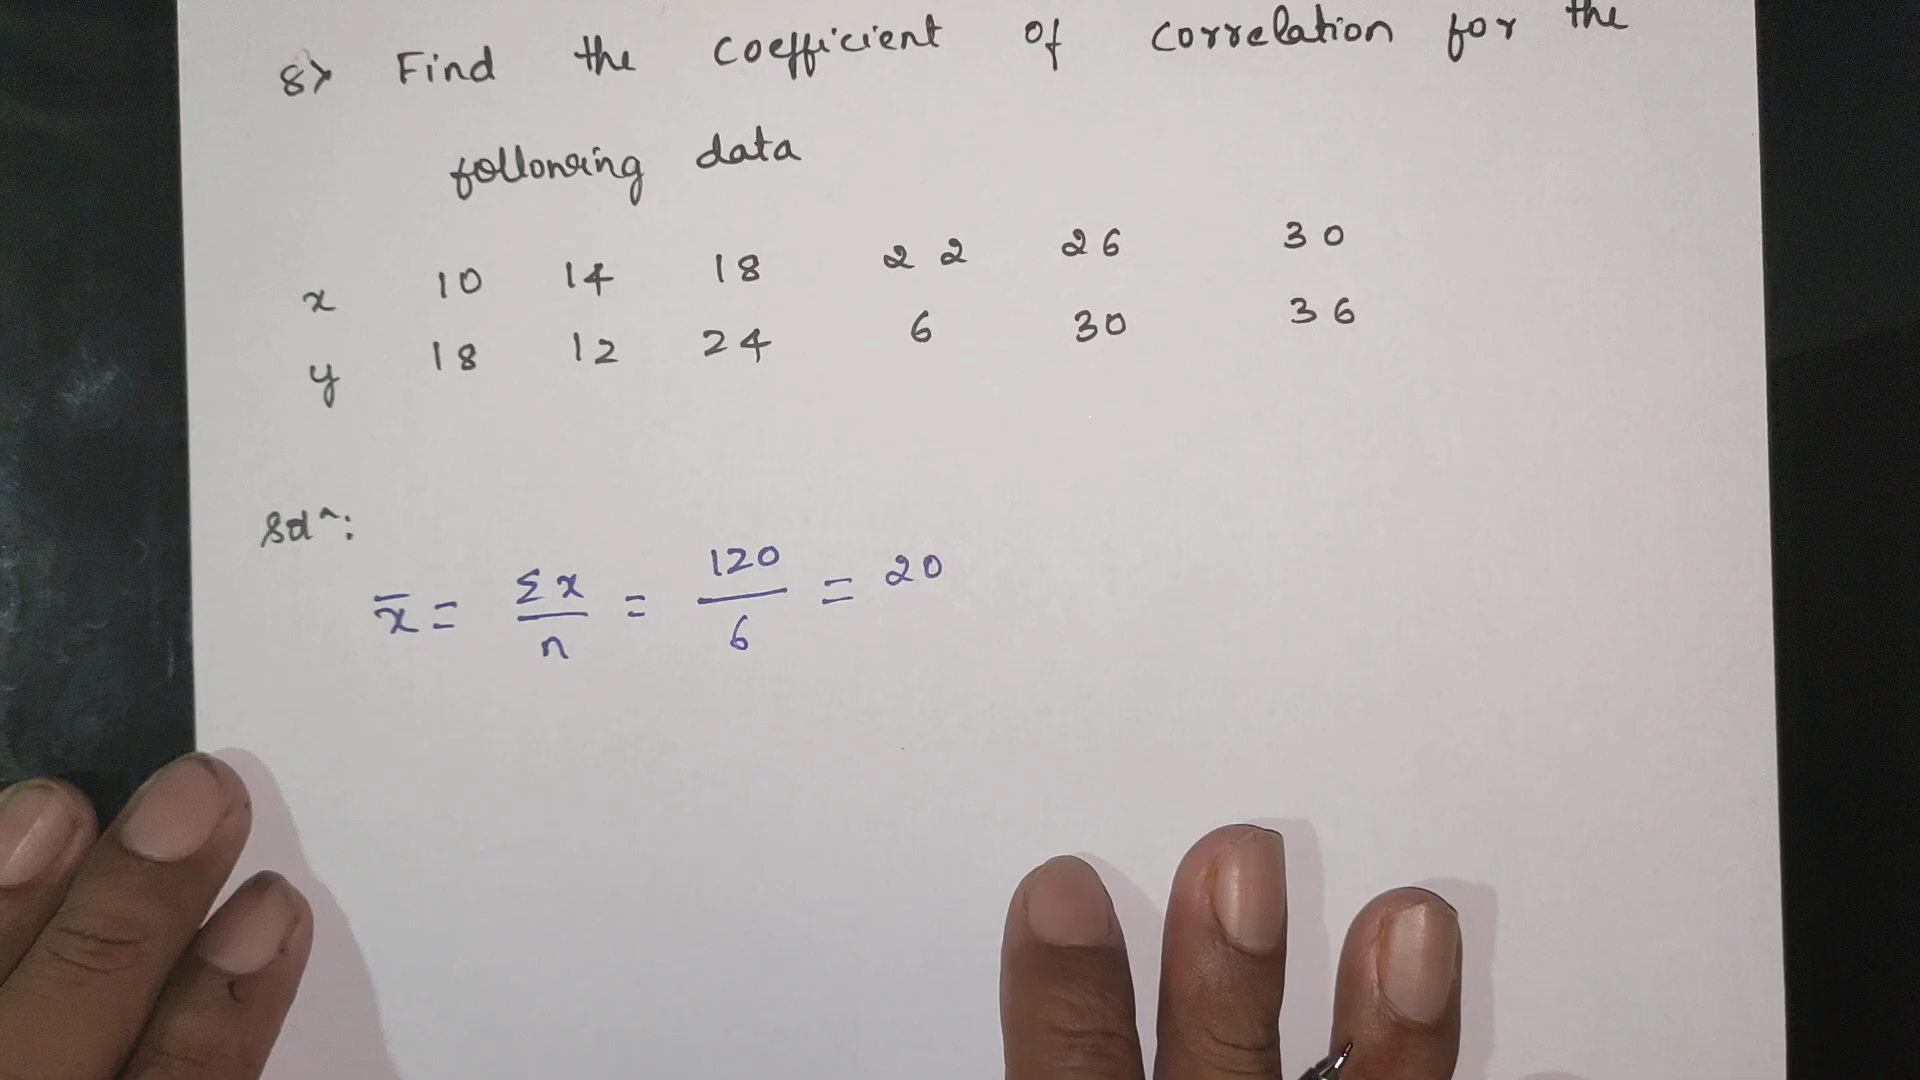 8) Find the coefficient of correlation for the
following data
x 10 14 18 22 26 30
y 18 12 24 6 30 36
Soln:
x̄ = Σx/n = 120/6 = 20